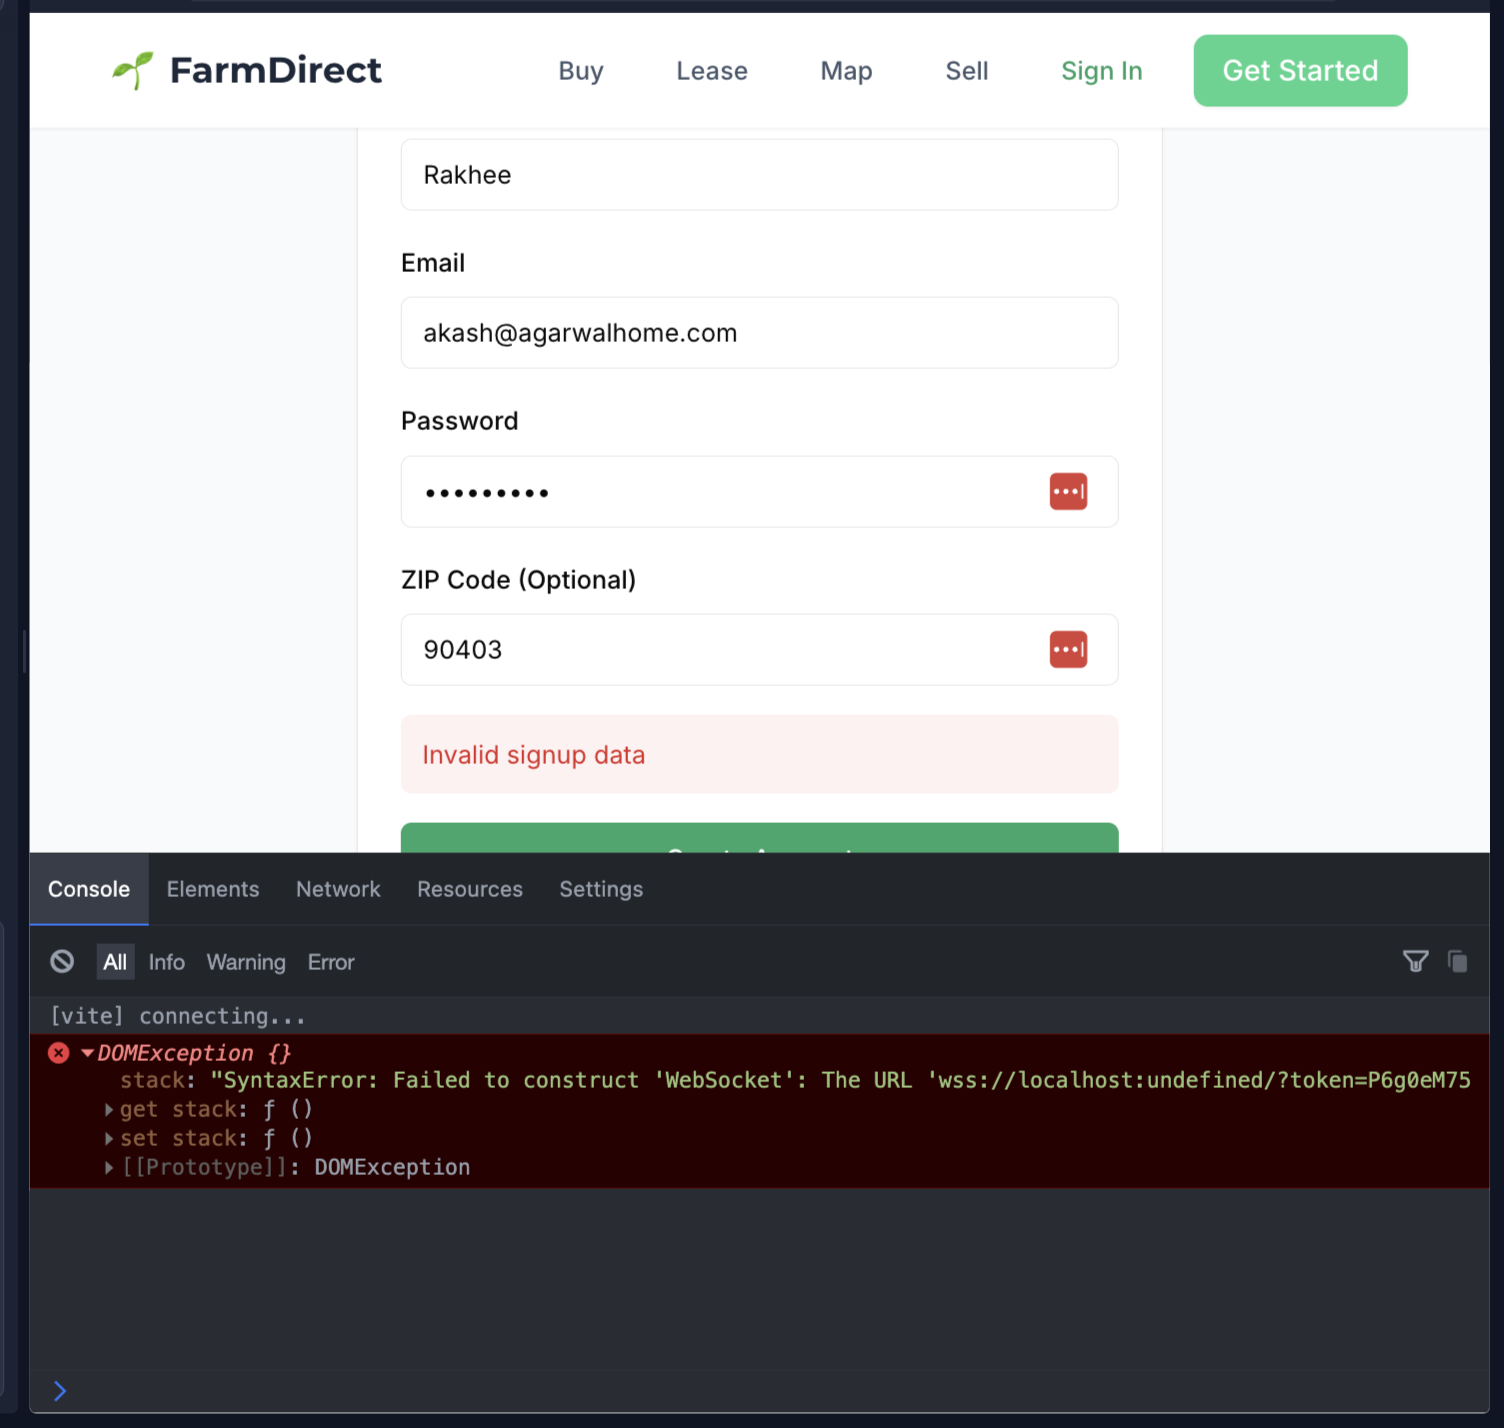 FarmDirect
Buy
Lease
Map
Sell
Sign In
Get Started
Rakhee
Email
akash@agarwalhome.com
Password
•••••••••
ZIP Code (Optional)
90403
Invalid signup data
Create Account
Console
Elements
Network
Resources
Settings
All
Info
Warning
Error
[vite] connecting...
DOMException {}
stack: "SyntaxError: Failed to construct 'WebSocket': The URL 'wss://localhost:undefined/?token=P6g0eM75
get stack: ƒ ()
set stack: ƒ ()
[[Prototype]]: DOMException